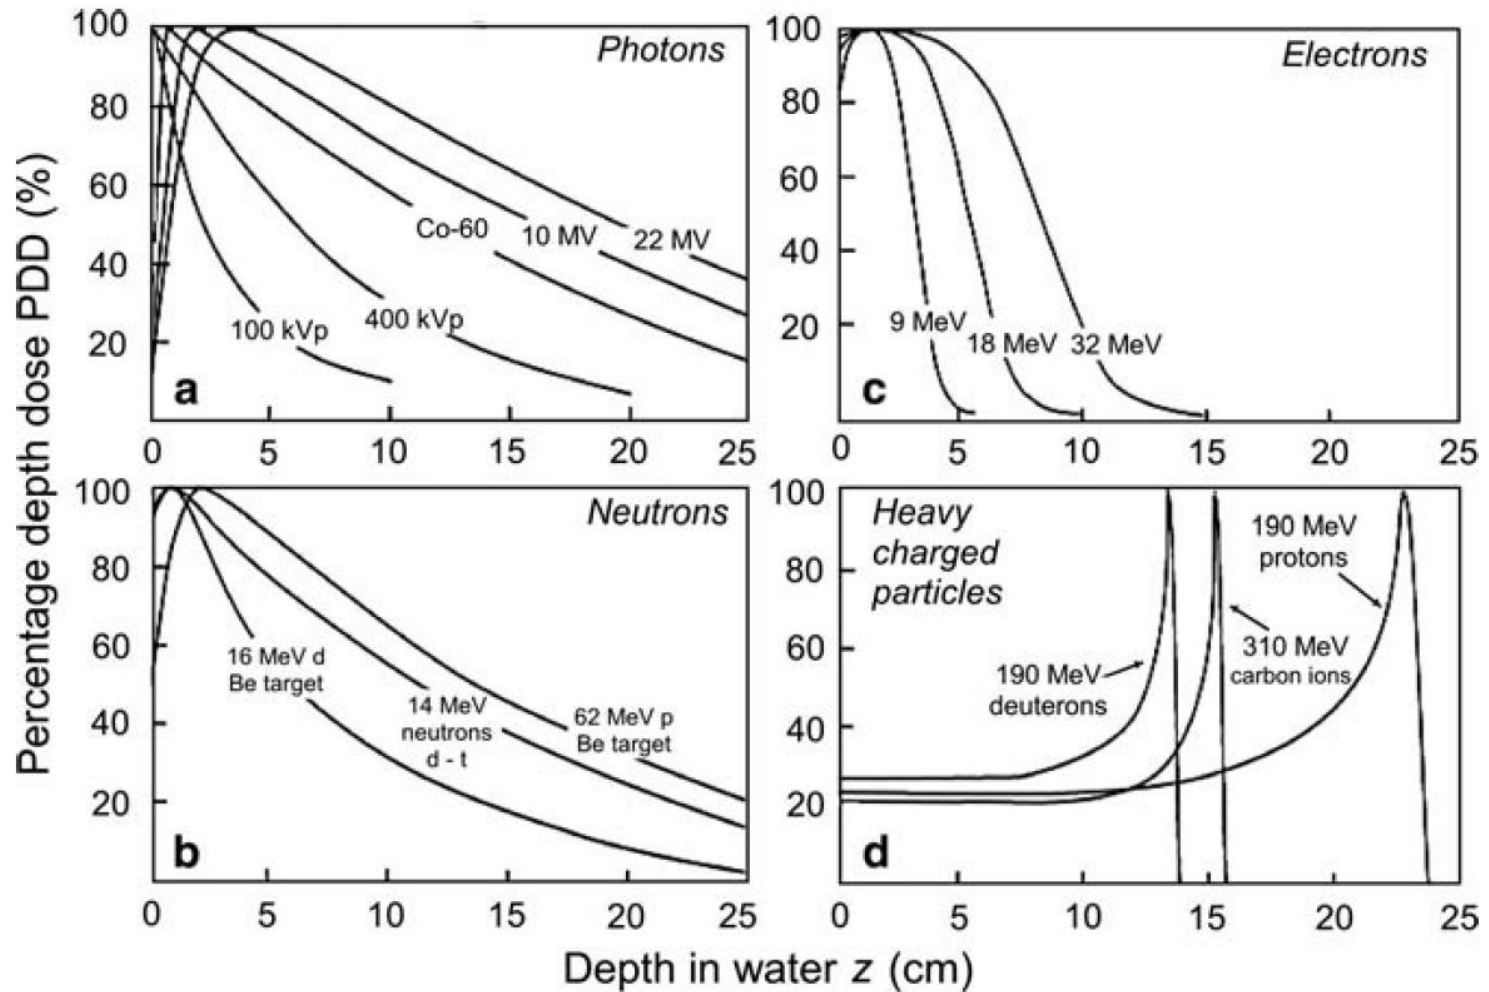 Percentage depth dose PDD (%)
100
80
60
40
20
Photons
Co-60
10 MV
22 MV
100 kVp
400 kVp
a
0
5
10
15
20
25
100
80
60
40
20
Electrons
9 MeV
18 MeV
32 MeV
c
0
5
10
15
20
25
100
80
60
40
20
Neutrons
16 MeV d
Be target
14 MeV
neutrons
d - t
62 MeV p
Be target
b
0
5
10
15
20
25
100
80
60
40
20
Heavy
charged
particles
190 MeV
protons
310 MeV
carbon ions
190 MeV
deuterons
d
0
5
10
15
20
25
Depth in water z (cm)